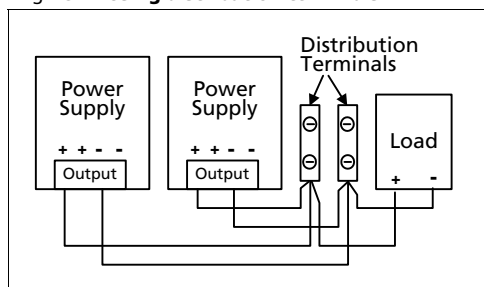 Distribution
Terminals
Power
Supply
+ + - -
Output
Power
Supply
+ + - -
Output
Load
+ -